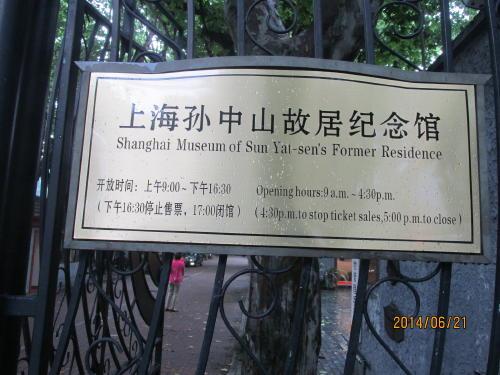 上海孙中山故居纪念馆
Shanghai Museum of Sun Yat-sen's Former Residence
开放时间：上午9:00～下午16:30
（下午16:30停止售票，17:00闭馆）
Opening hours:9 a.m.~4:30p.m.
(4:30p.m.to stop ticket sales,5:00 p.m.to close)
2014/06/21